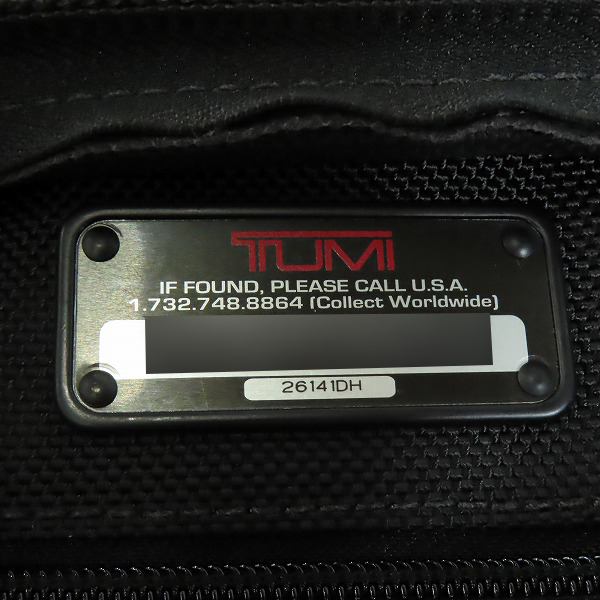 TUMI
IF FOUND, PLEASE CALL U.S.A.
1.732.748.8864 (Collect Worldwide)
26141DH